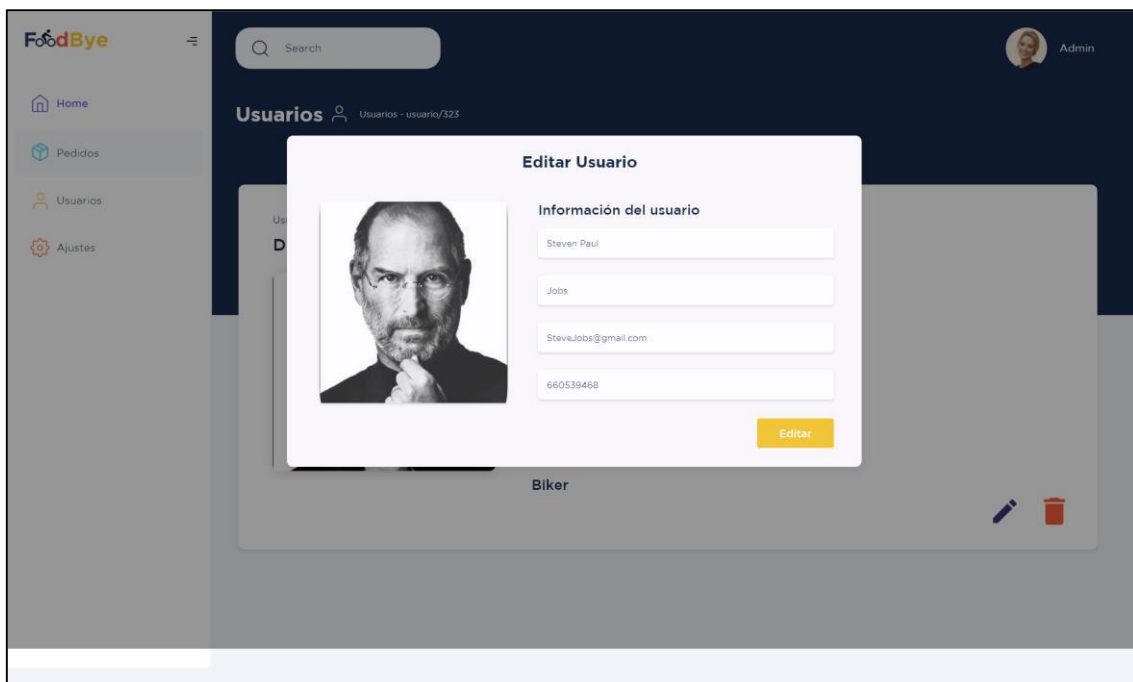 FoodBye
Search
Admin
Home
Usuarios
Usuarios - usuario/323
Pedidos
Editar Usuario
Usuarios
Información del usuario
Us
Steven Paul
D
Ajustes
Jobs
SteveJobs@gmail.com
660539468
Editar
Biker